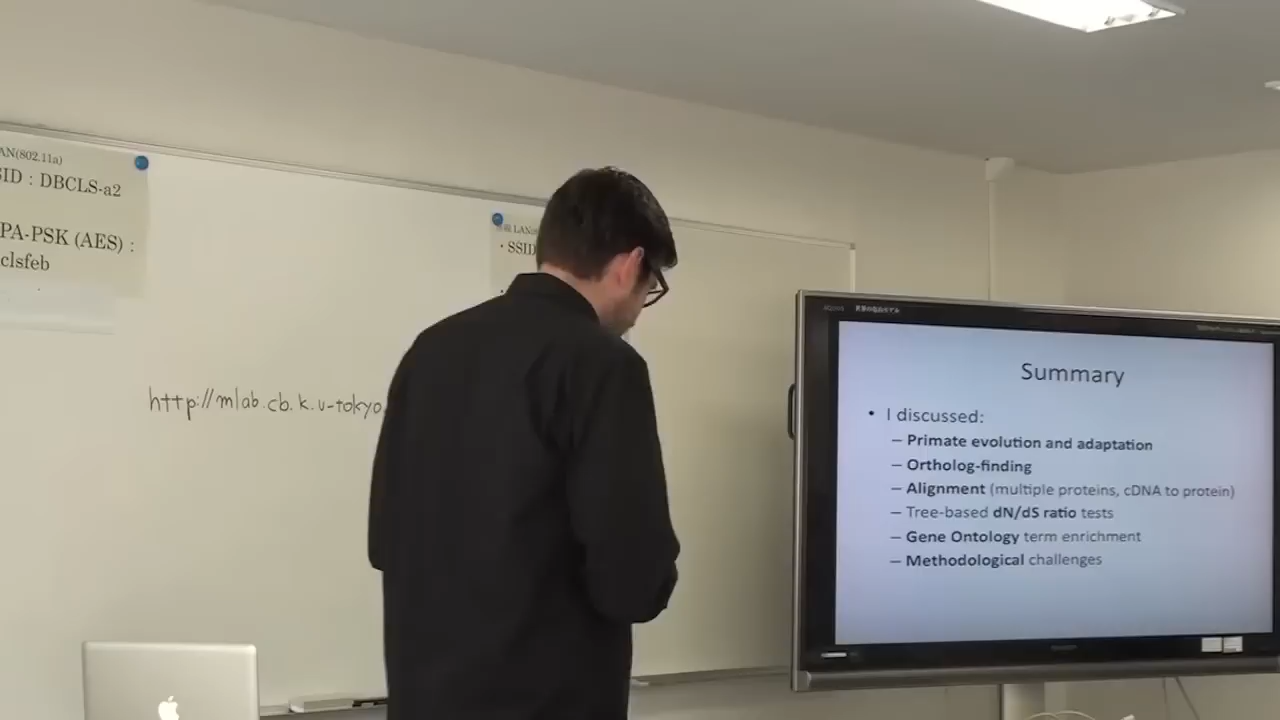 AN(802.11a)
SID : DBCLS-a2
PA-PSK (AES) :
clsfeb
LAN
・SSID
http://mlab.cb.k.u-tokyo.
Summary
• I discussed:
– Primate evolution and adaptation
– Ortholog-finding
– Alignment (multiple proteins, cDNA to protein)
– Tree-based dN/dS ratio tests
– Gene Ontology term enrichment
– Methodological challenges